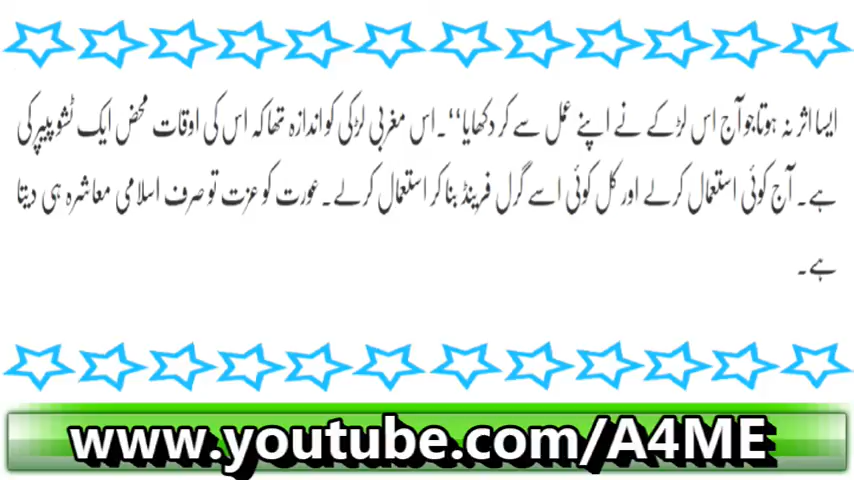 ایسا اثر نہ ہوتا جو آج اس لڑکے نے اپنے عمل سے کر دکھایا‘‘۔ اس مغربی لڑکی کو اندازہ تھا کہ اس کی اوقات محض ایک ٹشو پیپر کی
ہے۔ آج کوئی استعمال کرلے اور کل کوئی اسے گرل فرینڈ بنا کر استعمال کرلے۔ عورت کو عزت تو صرف اسلامی معاشرہ ہی دیتا
ہے۔
www.youtube.com/A4ME